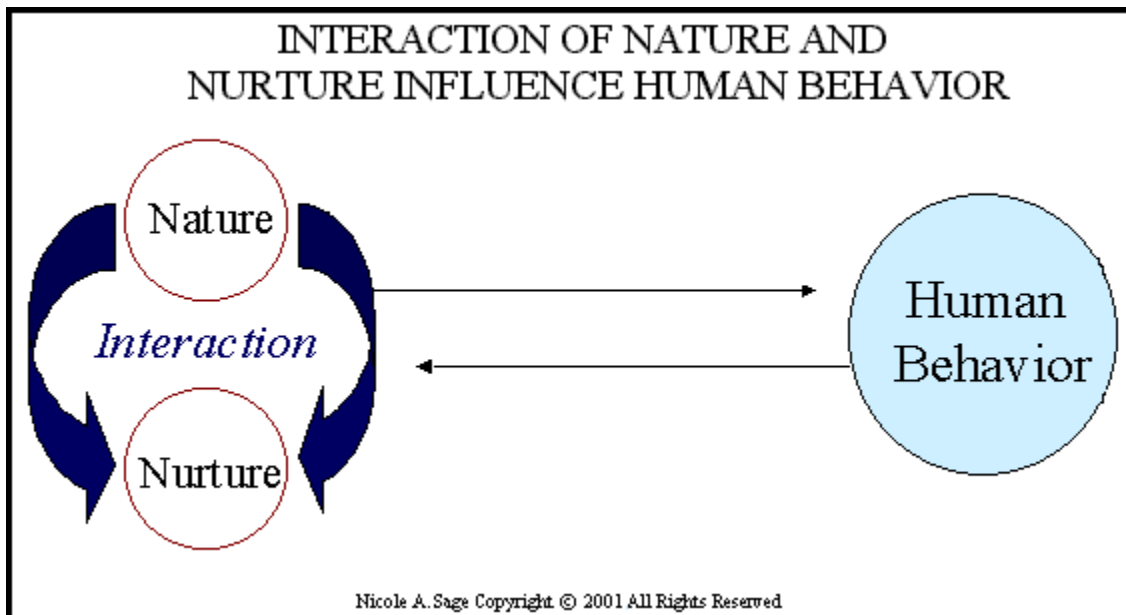 INTERACTION OF NATURE AND
NURTURE INFLUENCE HUMAN BEHAVIOR
Nature
Interaction
Nurture
Human
Behavior
Nicole A. Sage Copyright © 2001 All Rights Reserved